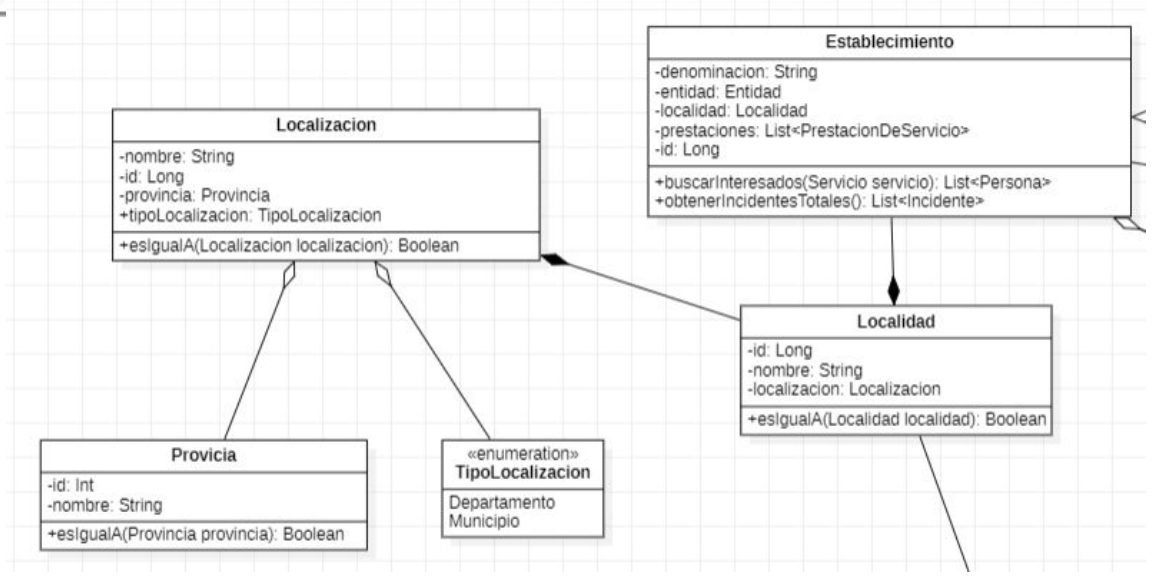 Establecimiento
-denominacion: String
-entidad: Entidad
-localidad: Localidad
-prestaciones: List<PrestacionDeServicio>
-id: Long
+buscarInteresados(Servicio servicio): List<Persona>
+obtenerIncidentesTotales(): List<Incidente>
Localizacion
-nombre: String
-id: Long
-provincia: Provincia
+tipoLocalizacion: TipoLocalizacion
+esIgualA(Localizacion localizacion): Boolean
Localidad
-id: Long
-nombre: String
-localizacion: Localizacion
+esIgualA(Localidad localidad): Boolean
Provicia
-id: Int
-nombre: String
+esIgualA(Provincia provincia): Boolean
«enumeration»
TipoLocalizacion
Departamento
Municipio